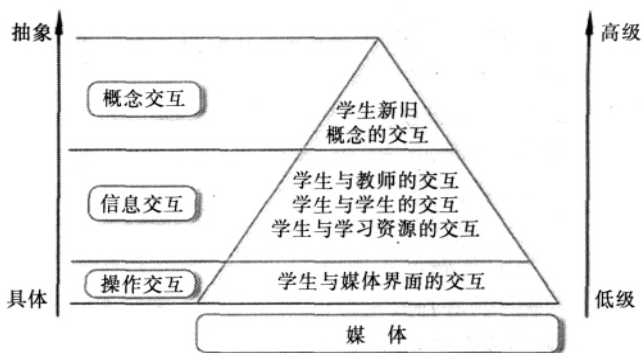 抽象
高级
概念交互
学生新旧
概念的交互
信息交互
学生与教师的交互
学生与学生的交互
学生与学习资源的交互
操作交互
学生与媒体界面的交互
具体
低级
媒 体